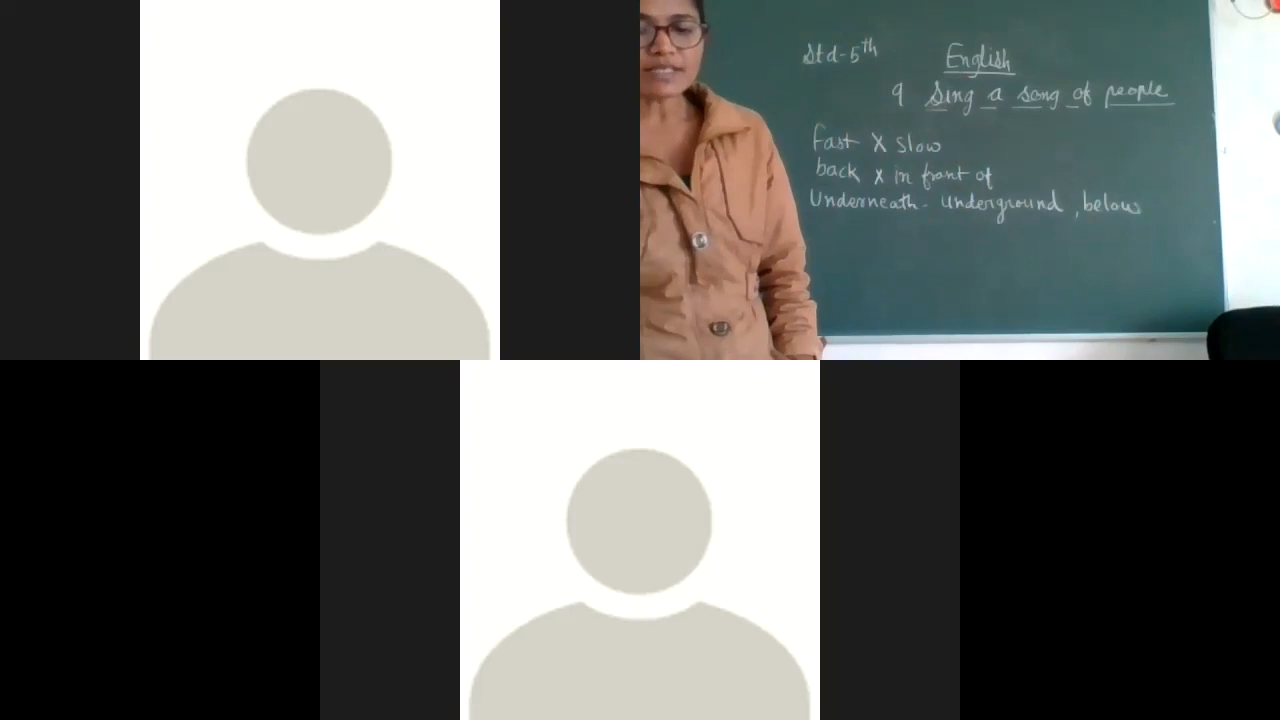 Std-5th English
9 Sing a song of people
fast X slow
back x in front of
Underneath - underground, below